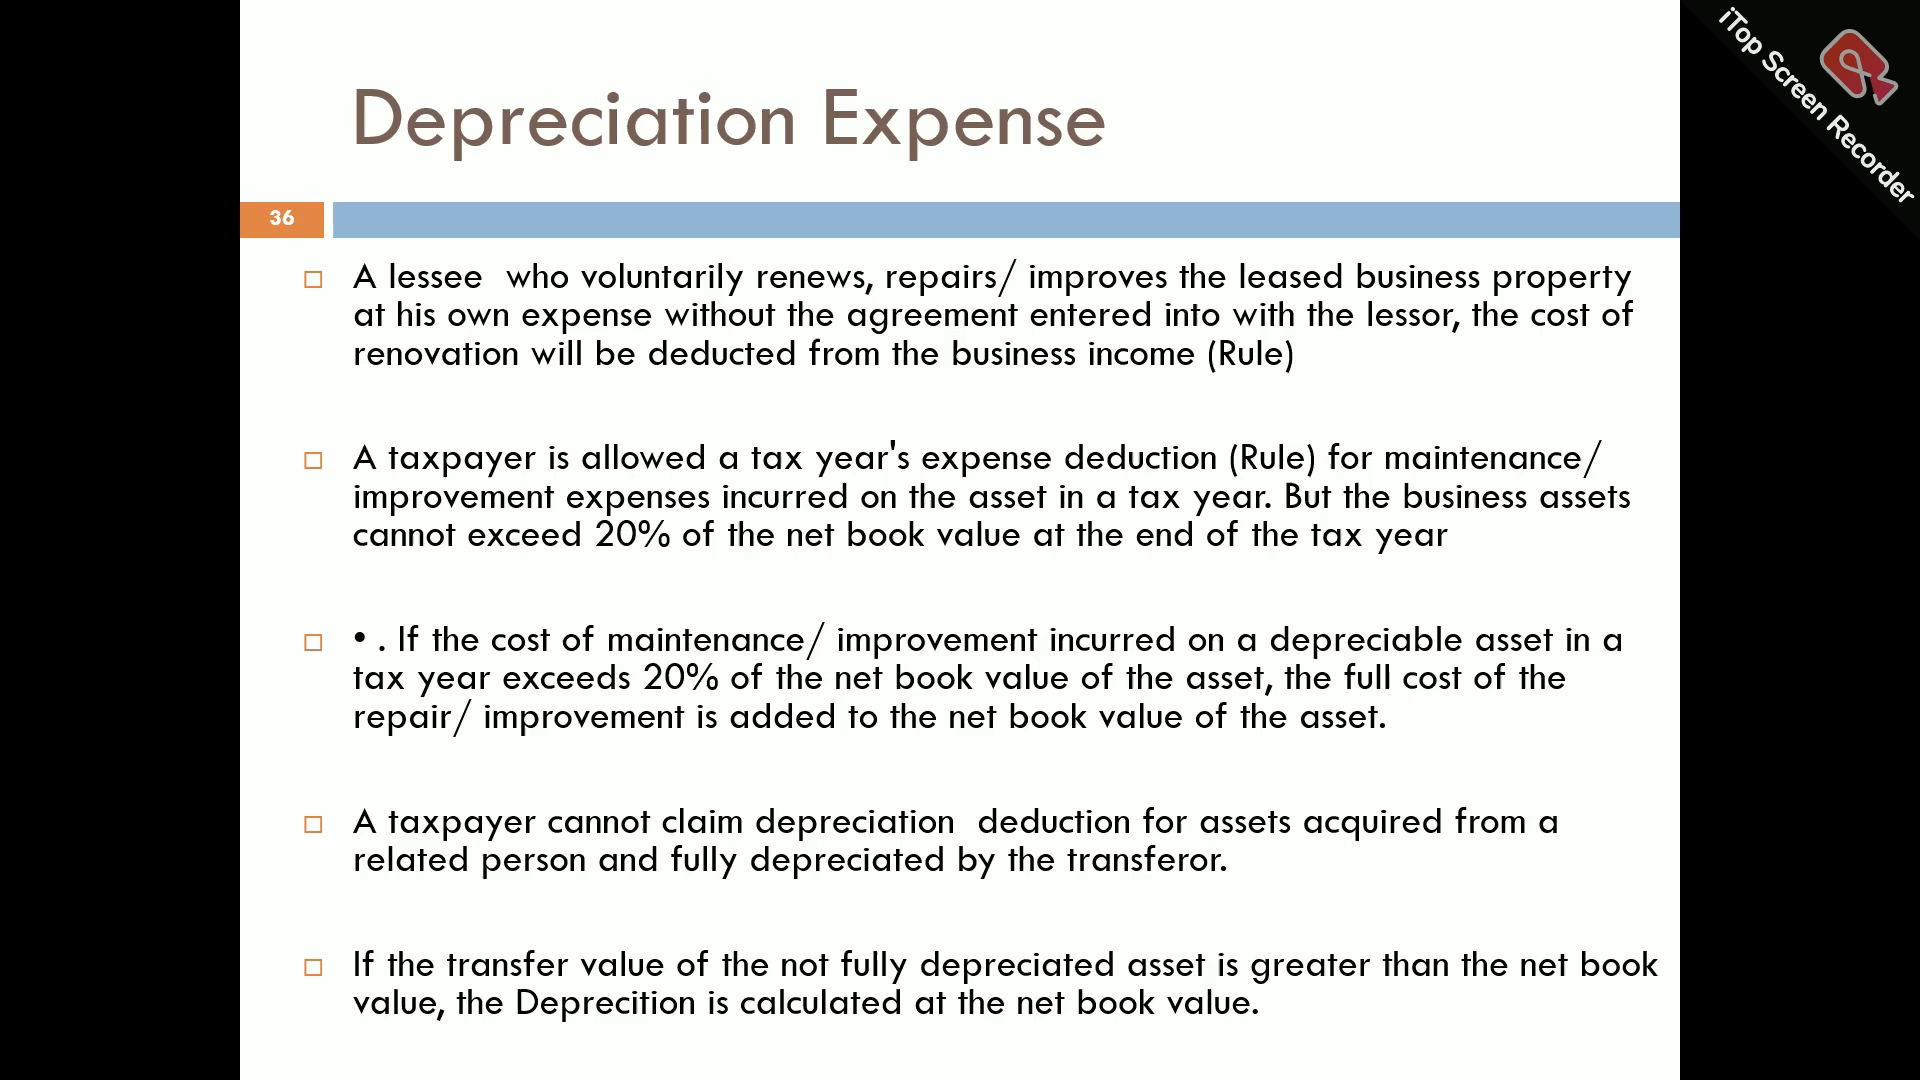 Depreciation Expense
36
A lessee who voluntarily renews, repairs/ improves the leased business property
at his own expense without the agreement entered into with the lessor, the cost of
renovation will be deducted from the business income (Rule)
A taxpayer is allowed a tax year's expense deduction (Rule) for maintenance/
improvement expenses incurred on the asset in a tax year. But the business assets
cannot exceed 20% of the net book value at the end of the tax year
• . If the cost of maintenance/ improvement incurred on a depreciable asset in a
tax year exceeds 20% of the net book value of the asset, the full cost of the
repair/ improvement is added to the net book value of the asset.
A taxpayer cannot claim depreciation deduction for assets acquired from a
related person and fully depreciated by the transferor.
If the transfer value of the not fully depreciated asset is greater than the net book
value, the Deprecition is calculated at the net book value.
iTop Screen Recorder